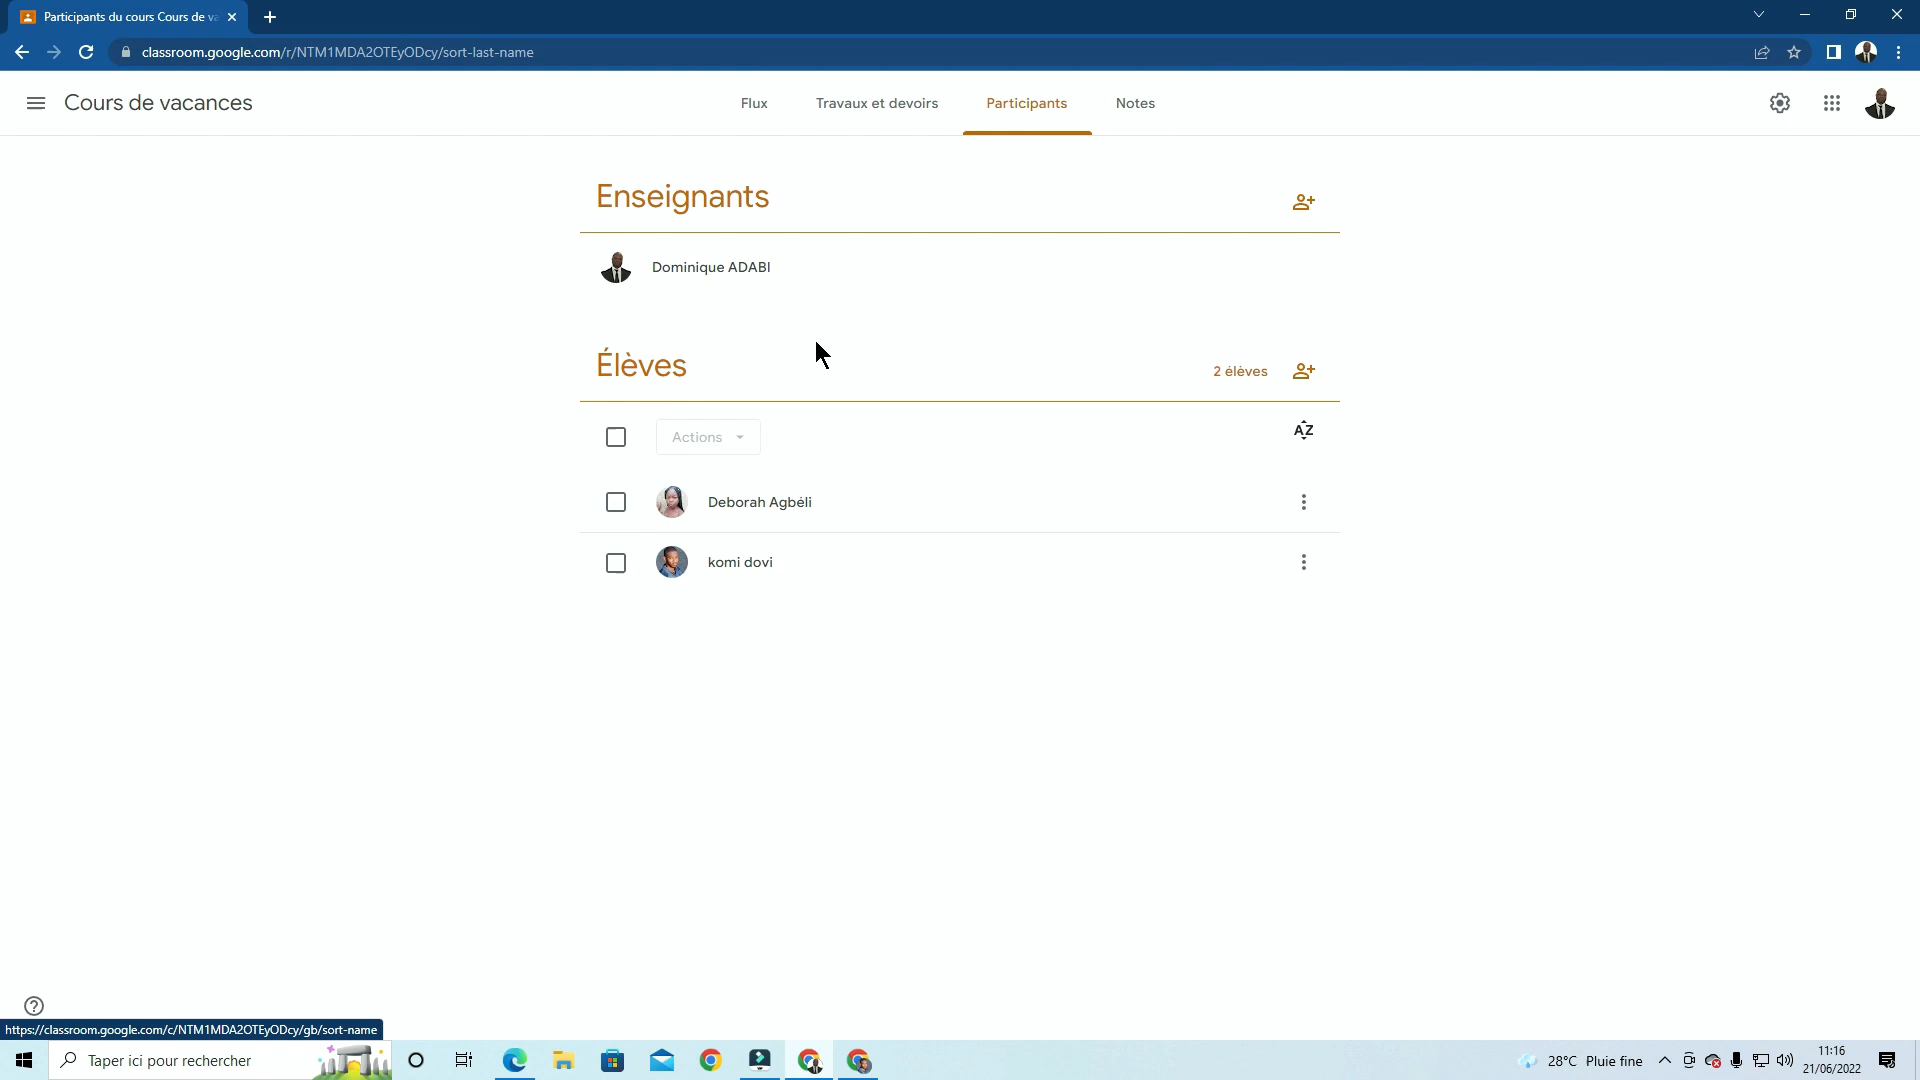 Participants du cours Cours de va
classroom.google.com/r/NTM1MDA2OTEyODcy/sort-last-name
Cours de vacances
Flux
Travaux et devoirs
Participants
Notes
Enseignants
Dominique ADABI
Élèves
2 élèves
Actions
AZ
Deborah Agbéli
komi dovi
https://classroom.google.com/c/NTM1MDA2OTEyODcy/gb/sort-name
Taper ici pour rechercher
28°C Pluie fine
11:16
21/06/2022